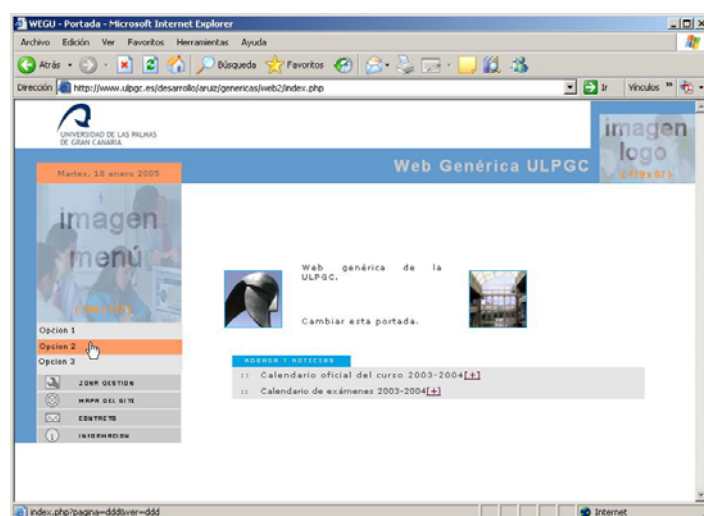 WEGU - Portada - Microsoft Internet Explorer
Archivo Edición Ver Favoritos Herramientas Ayuda
Atrás Búsqueda Favoritos
Dirección http://www.ulpgc.es/desarrollo/aruiz/genericas/web2/index.php Ir Vínculos »
UNIVERSIDAD DE LAS PALMAS
DE GRAN CANARIA
imagen
logo
(119 x 87)
Web Genérica ULPGC
Martes, 18 enero 2005
imagen
menú
Web genérica de la
ULPGC.
Cambiar esta portada.
Opcion 1
Opcion 2
Opcion 3
AGENDA Y NOTICIAS
:: Calendario oficial del curso 2003-2004[+]
:: Calendario de exámenes 2003-2004[+]
ZONA GESTION
MAPA DEL SITE
CONTACTO
INFORMACION
index.php?pagina=ddd&ver=ddd Internet